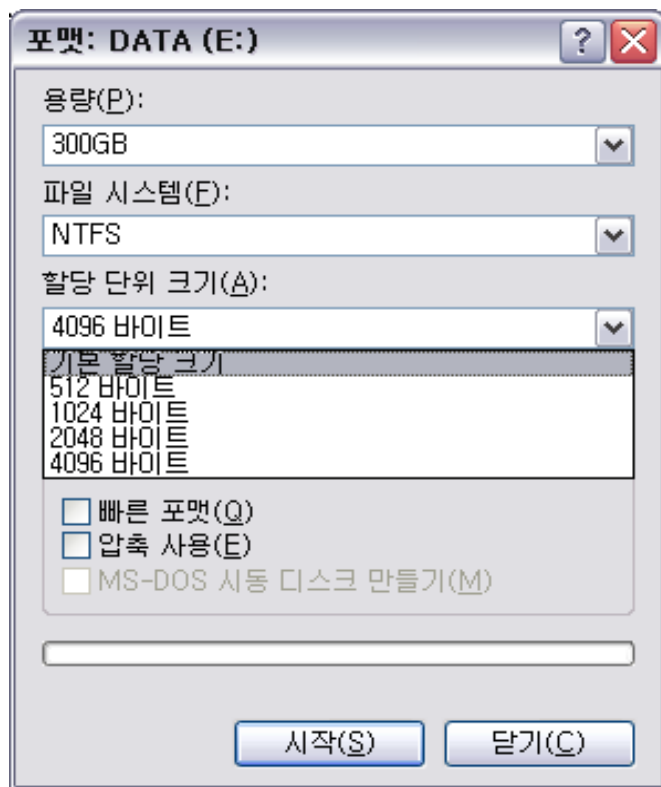 포맷: DATA (E:)
용량(P):
300GB
파일 시스템(F):
NTFS
할당 단위 크기(A):
4096 바이트
기본 할당 크기
512 바이트
1024 바이트
2048 바이트
4096 바이트
빠른 포맷(Q)
압축 사용(E)
MS-DOS 시동 디스크 만들기(M)
시작(S) 닫기(C)